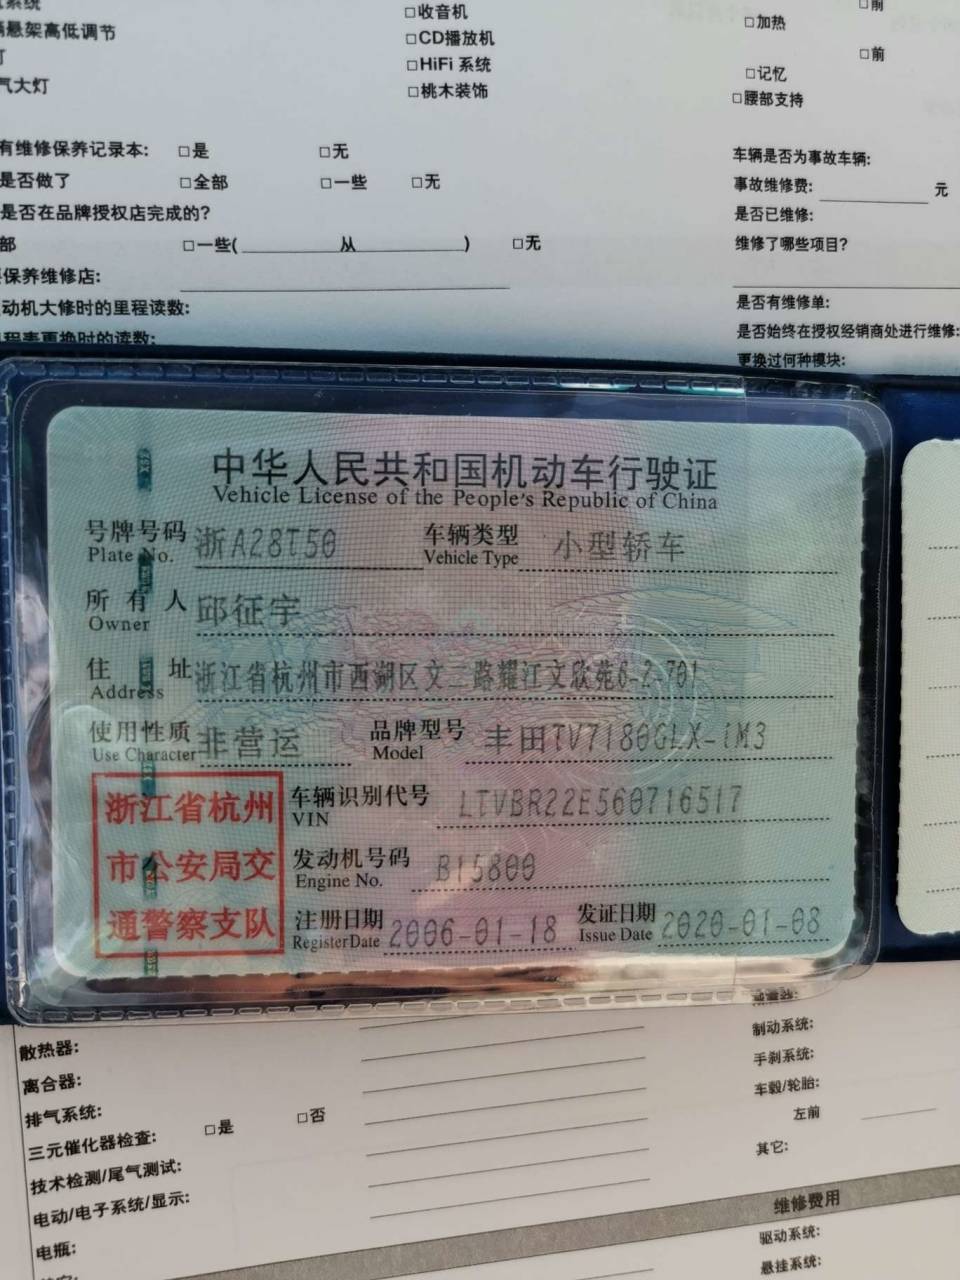 □收音机
□加热
□前
悬架高低调节
□CD播放机
□前
□HiFi 系统
□记忆
气大灯
□桃木装饰
□腰部支持
有维修保养记录本: □是 □无
车辆是否为事故车辆:
是否做了 □全部 □一些 □无
事故维修费: 元
是否在品牌授权店完成的?
是否已维修:
部 □一些( 从 ) □无
维修了哪些项目?
保养维修店:
动机大修时的里程读数:
是否有维修单:
程表更换时的读数:
是否始终在授权经销商处进行维修:
更换过何种模块:
中华人民共和国机动车行驶证
Vehicle License of the People's Republic of China
号牌号码 浙A28T50 车辆类型 小型轿车
Plate No. Vehicle Type
所有人 邱征宇
Owner
住址 浙江省杭州市西湖区文二路耀江文欣苑6-2-701
Address
使用性质 非营运 品牌型号 丰田TV7180GLX-iM3
Use Character Model
浙江省杭州
市公安局交
通警察支队
车辆识别代号 LTVBR22E560716517
VIN
发动机号码 B15800
Engine No.
注册日期 2006-01-18 发证日期 2020-01-08
Register Date Issue Date
散热器:
制动系统:
离合器:
手刹系统:
排气系统:
车毂/轮胎:
三元催化器检查: □是 □否
左前
技术检测/尾气测试:
其它:
电动/电子系统/显示:
维修费用
电瓶:
驱动系统:
悬挂系统: